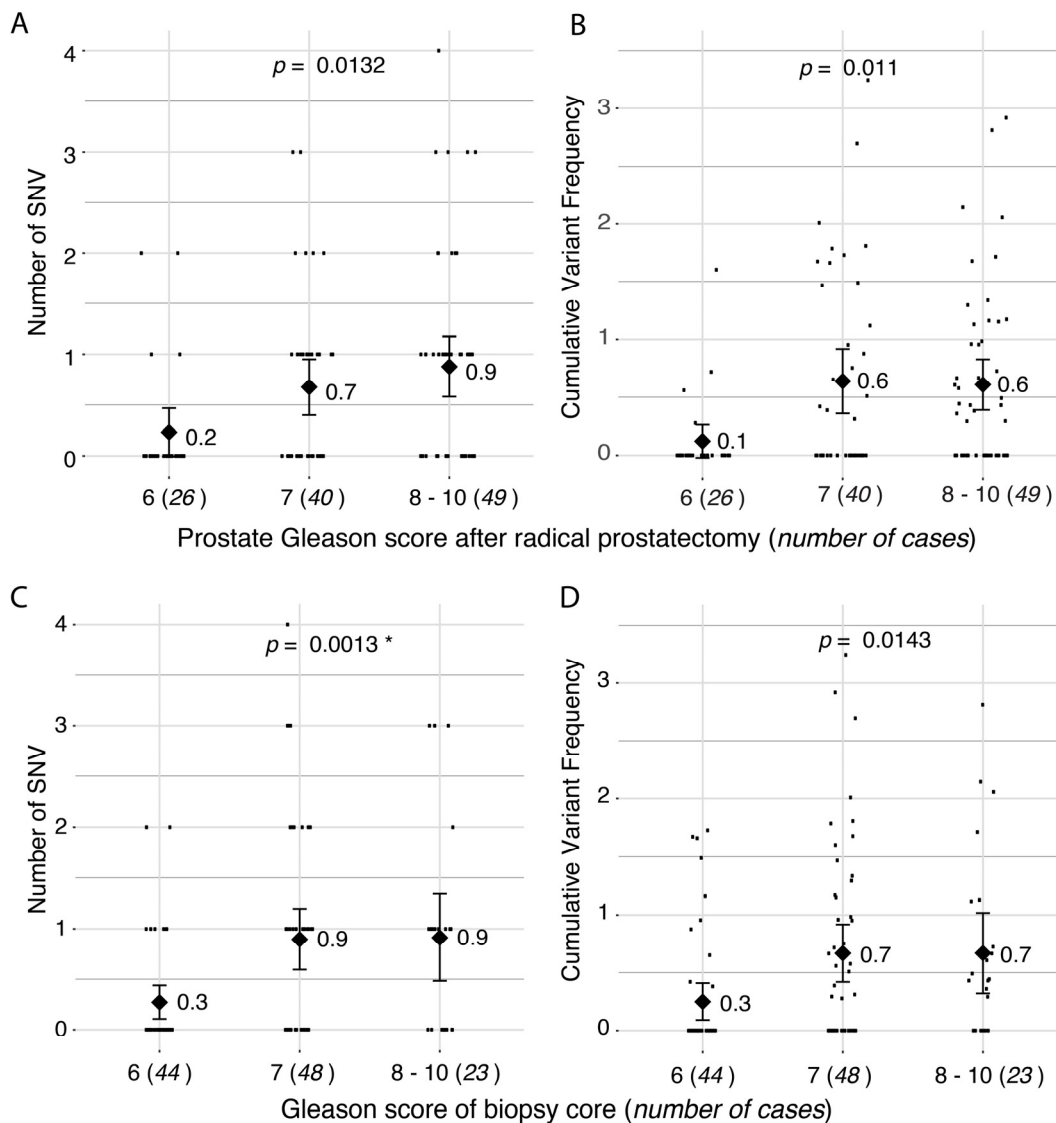 A
p = 0.0132
Number of SNV
4
3
2
1
0
0.2
0.7
0.9
6 (26 )
7 (40 )
8 - 10 (49 )
B
p = 0.011
Cumulative Variant Frequency
3
2
1
0
0.1
0.6
0.6
6 (26 )
7 (40 )
8 - 10 (49 )
Prostate Gleason score after radical prostatectomy (number of cases)
C
p = 0.0013 *
Number of SNV
4
3
2
1
0
0.3
0.9
0.9
6 (44 )
7 (48 )
8 - 10 (23 )
D
p = 0.0143
Cumulative Variant Frequency
3
2
1
0
0.3
0.7
0.7
6 (44 )
7 (48 )
8 - 10 (23 )
Gleason score of biopsy core (number of cases)